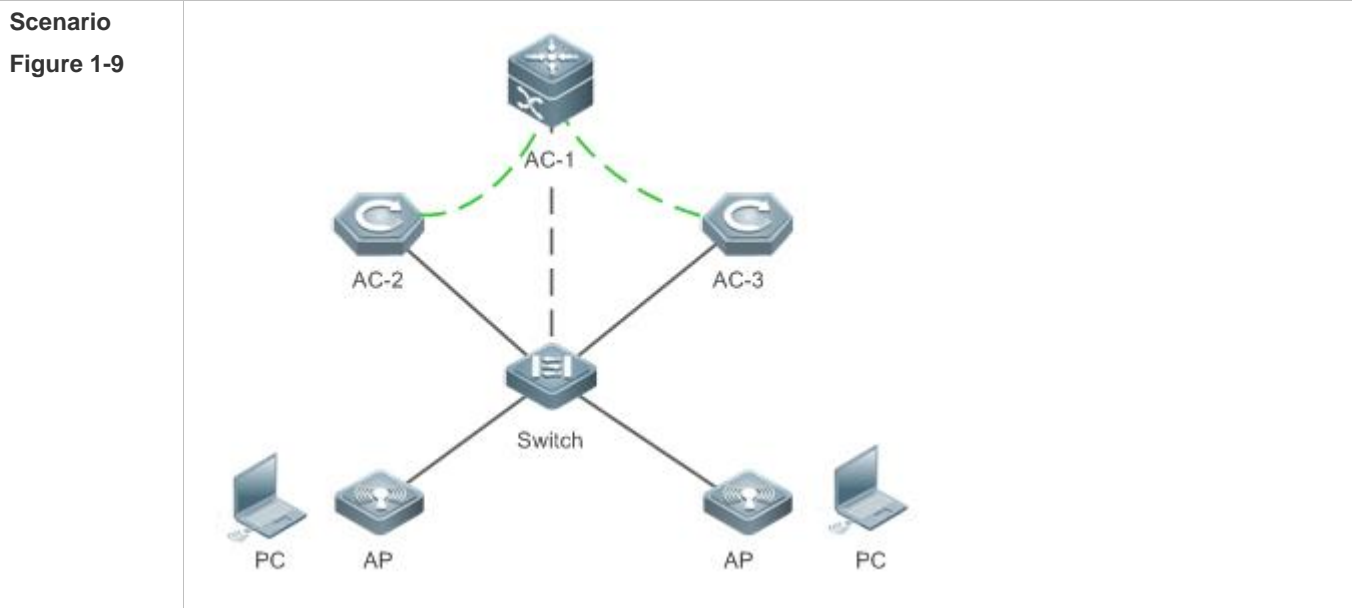 Scenario
Figure 1-9
AC-1
AC-2
AC-3
Switch
PC
AP
AP
PC